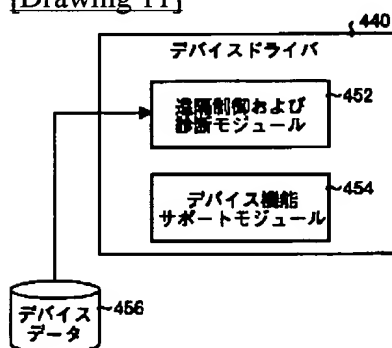 [Drawing 11]
440
デバイスドライバ
遠隔制御および
診断モジュール
452
デバイス機能
サポートモジュール
454
デバイス
データ
456